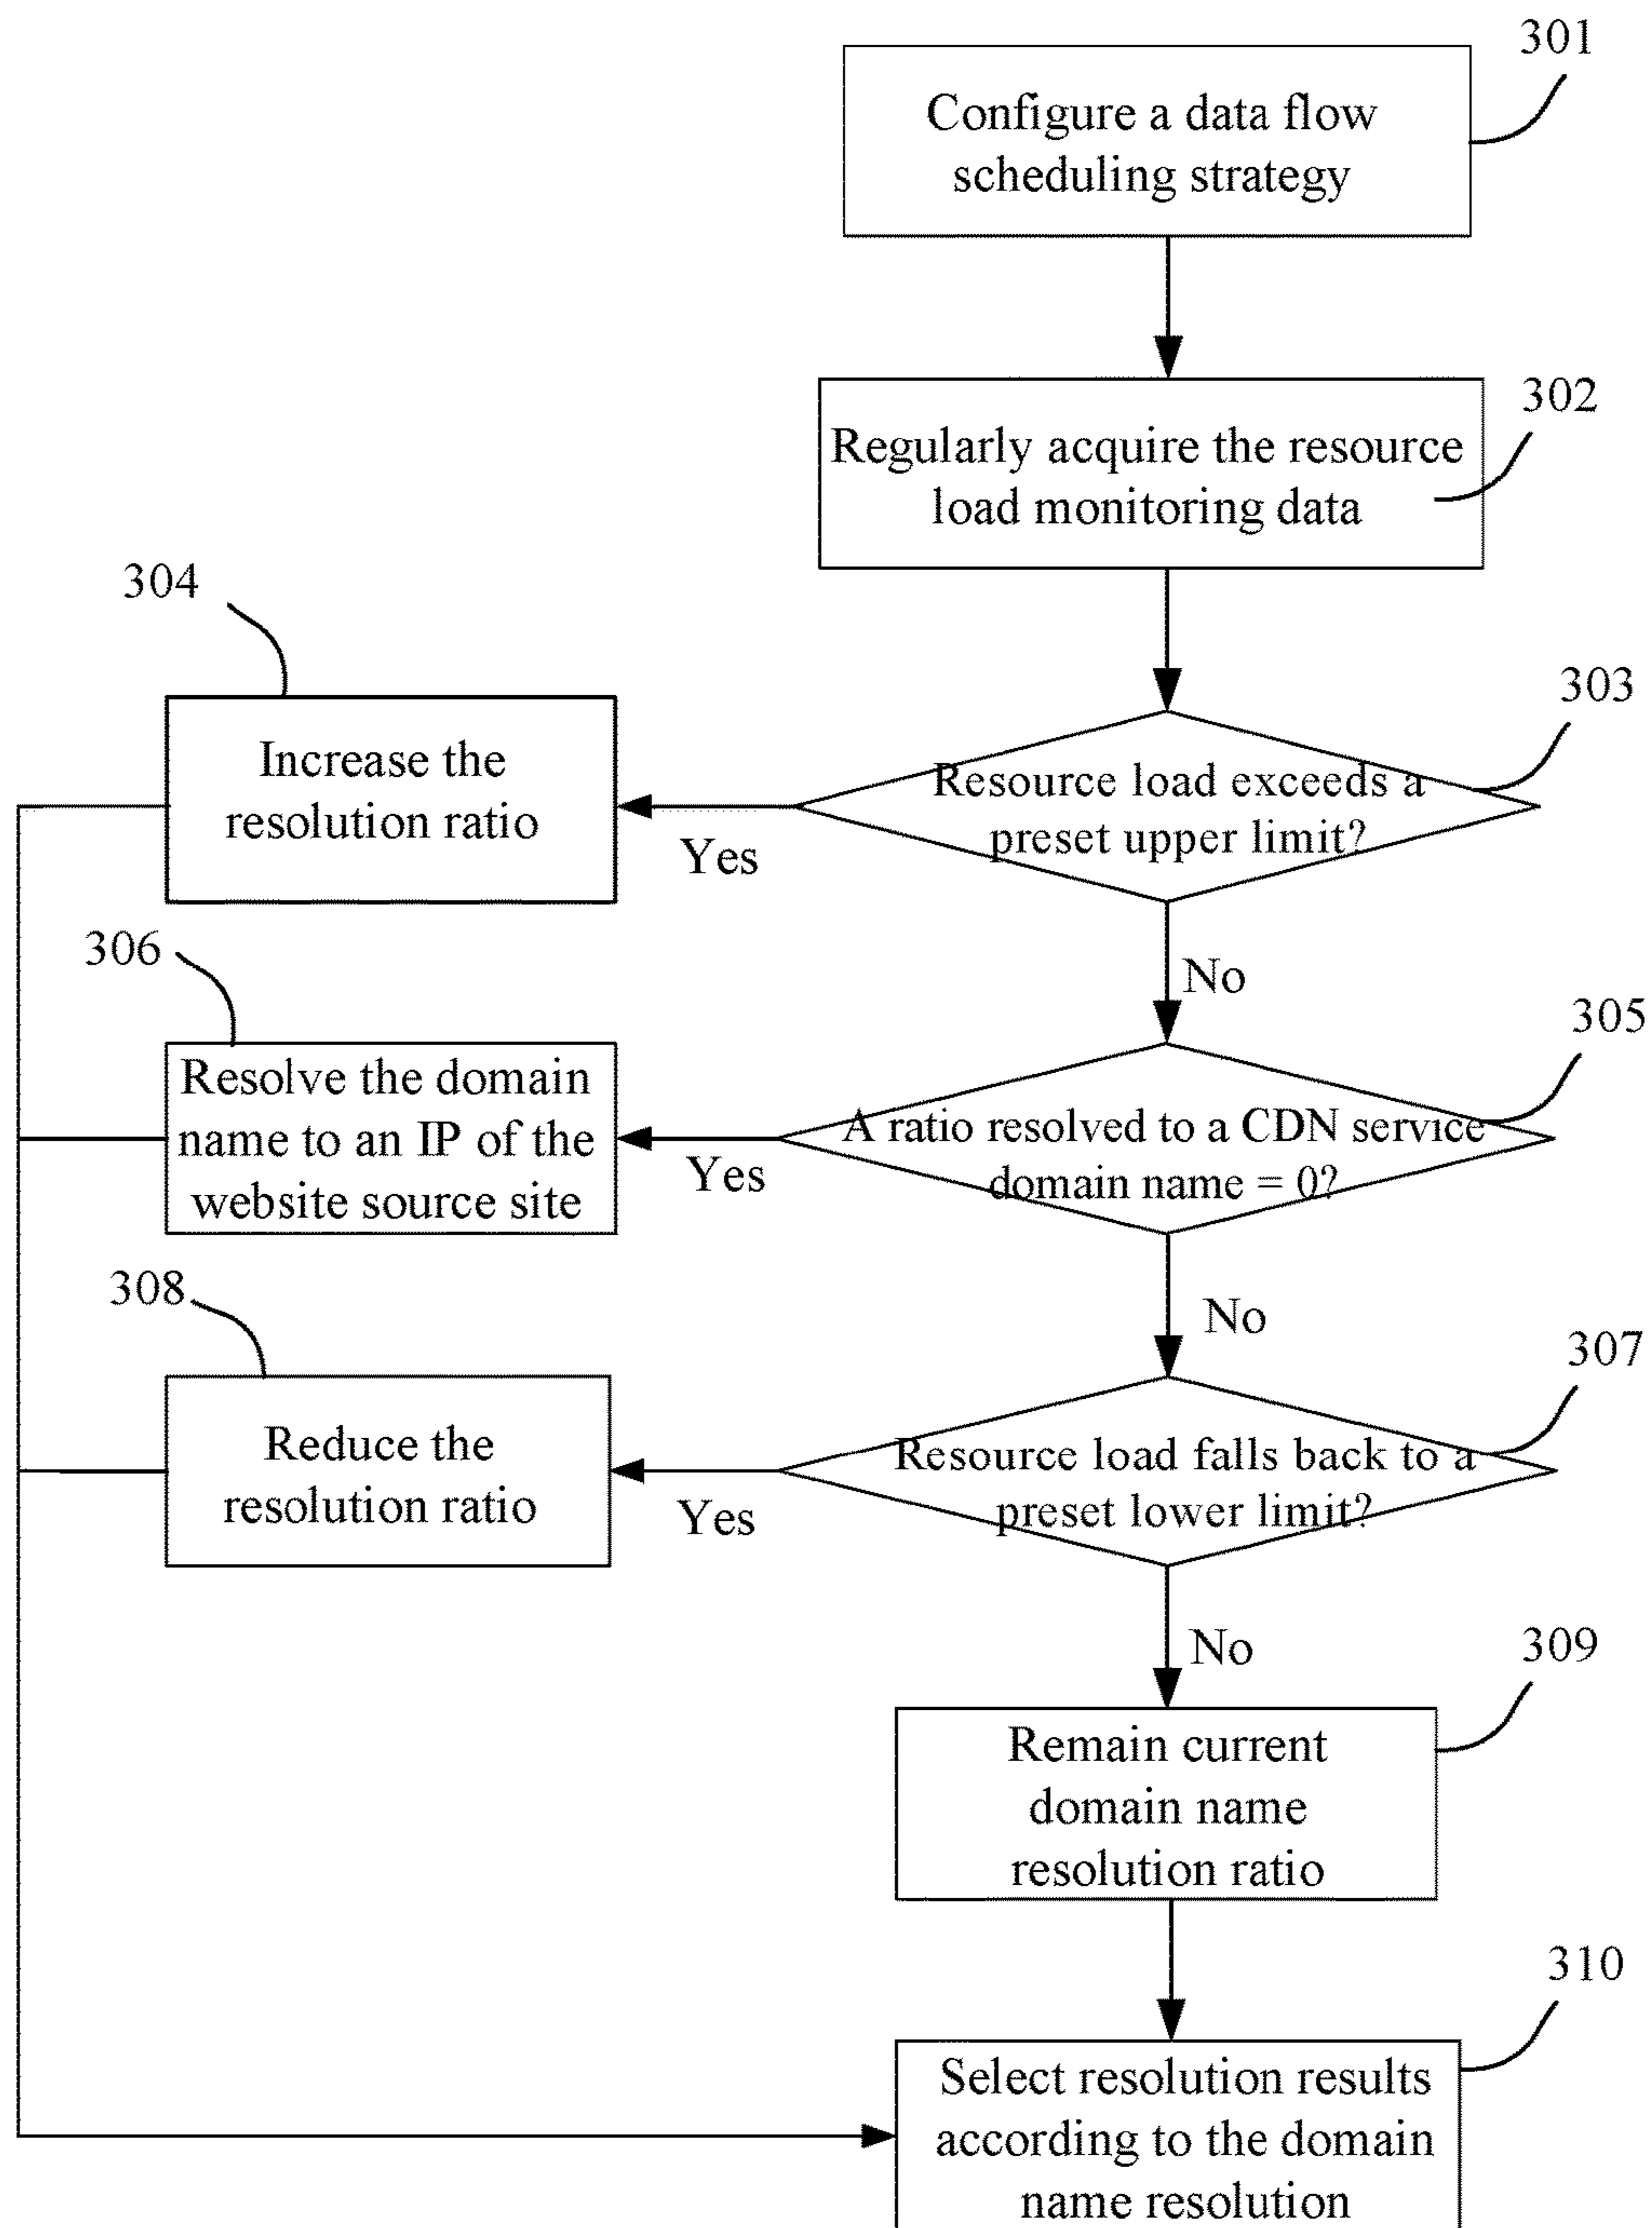 301
Configure a data flow
scheduling strategy
302
Regularly acquire the resource
load monitoring data
304
303
Increase the
resolution ratio
Resource load exceeds a
preset upper limit?
Yes
306
No
305
Resolve the domain
name to an IP of the
website source site
A ratio resolved to a CDN service
domain name = 0?
Yes
308
No
307
Reduce the
resolution ratio
Resource load falls back to a
preset lower limit?
Yes
No
309
Remain current
domain name
resolution ratio
310
Select resolution results
according to the domain
name resolution